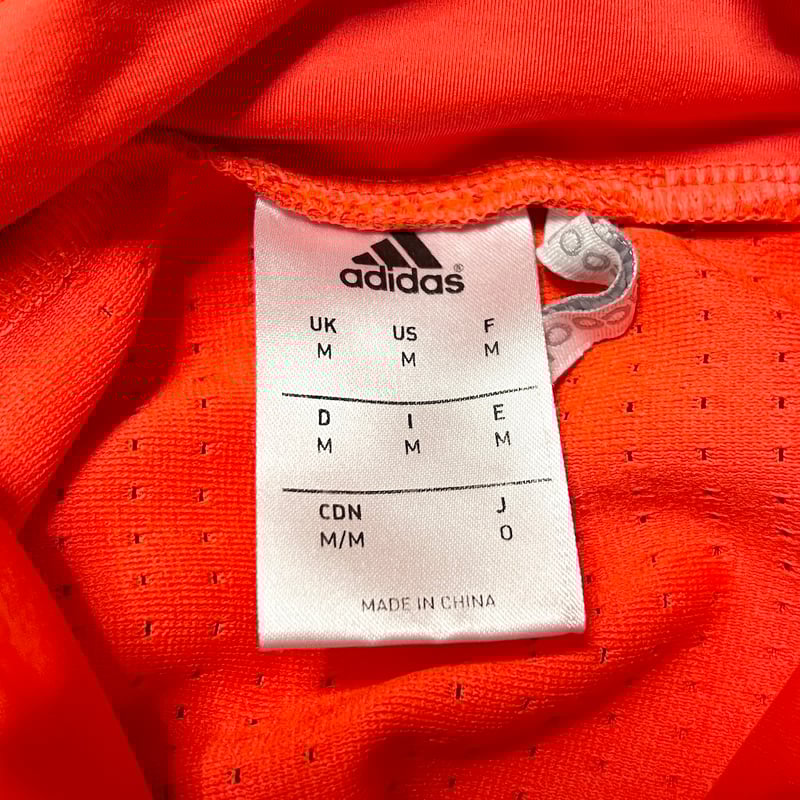 adidas®
UK US F
M M M
D I E
M M M
CDN J
M/M O
MADE IN CHINA